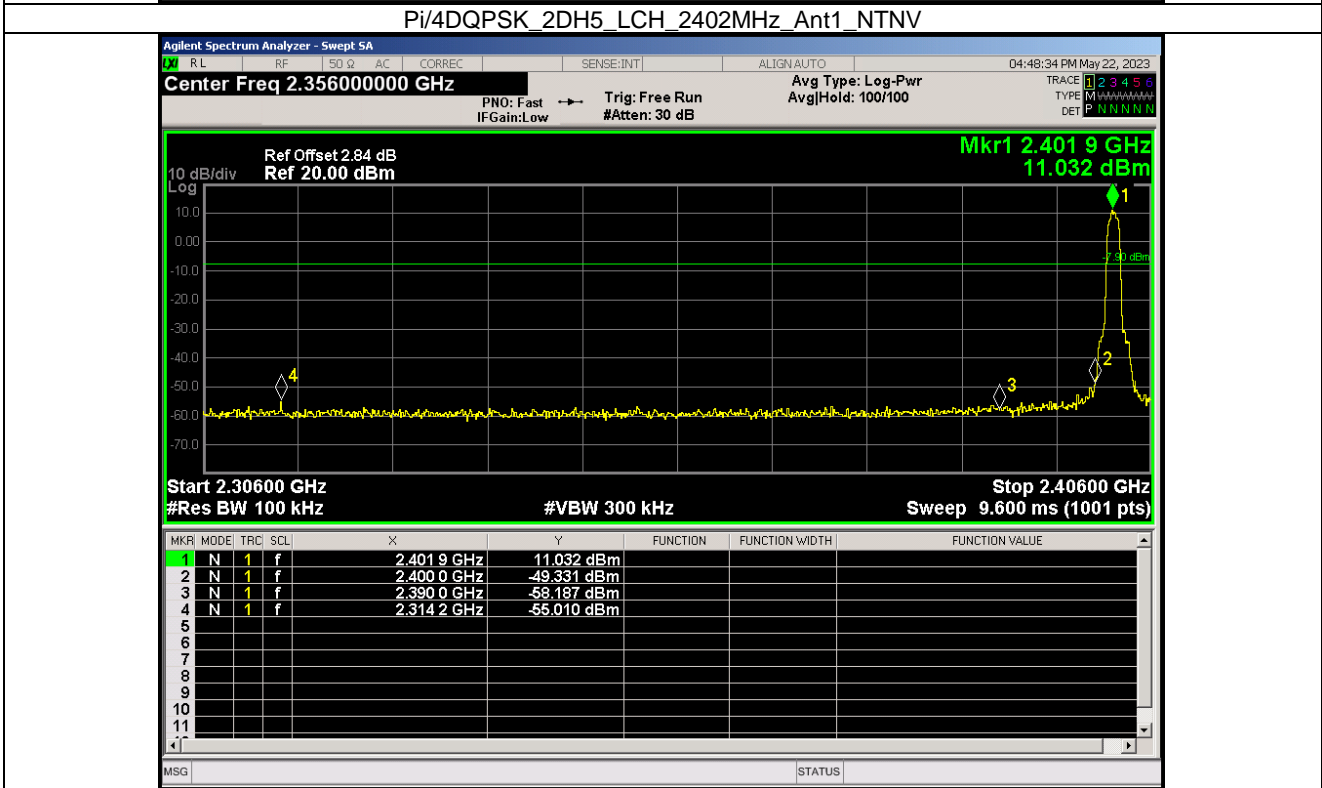 Pi/4DQPSK_2DH5_LCH_2402MHz_Ant1_NTNV
Agilent Spectrum Analyzer - Swept SA
LXI RL RF 50 Ω AC CORREC SENSE:INT ALIGN AUTO 04:48:34 PM May 22, 2023
Center Freq 2.356000000 GHz
PNO: Fast
IFGain:Low
Trig: Free Run
#Atten: 30 dB
Avg Type: Log-Pwr
Avg|Hold: 100/100
TRACE 1 2 3 4 5 6
TYPE M WWWWW
DET P N N N N N
Mkr1 2.401 9 GHz
11.032 dBm
Ref Offset 2.84 dB
10 dB/div Ref 20.00 dBm
Log
1
10.0
0.00
-7.90 dBm
-10.0
-20.0
-30.0
-40.0
2
4
3
-50.0
-60.0
-70.0
Start 2.30600 GHz Stop 2.40600 GHz
#Res BW 100 kHz #VBW 300 kHz Sweep 9.600 ms (1001 pts)
MKR MODE TRC SCL X Y FUNCTION FUNCTION WIDTH FUNCTION VALUE
1 N 1 f 2.401 9 GHz 11.032 dBm
2 N 1 f 2.400 0 GHz -49.331 dBm
3 N 1 f 2.390 0 GHz -58.187 dBm
4 N 1 f 2.314 2 GHz -55.010 dBm
5
6
7
8
9
10
11
MSG STATUS